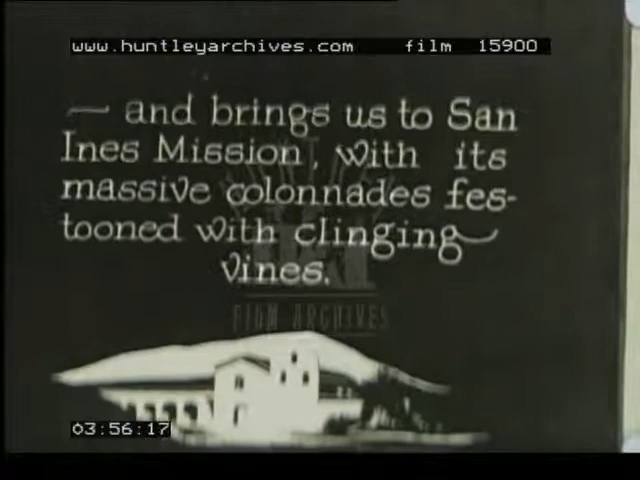 www.huntleyarchives.com film 15900
— and brings us to San
Ines Mission, with its
massive colonnades fes-
tooned with clinging
vines.
FILM ARCHIVES
03:56:17